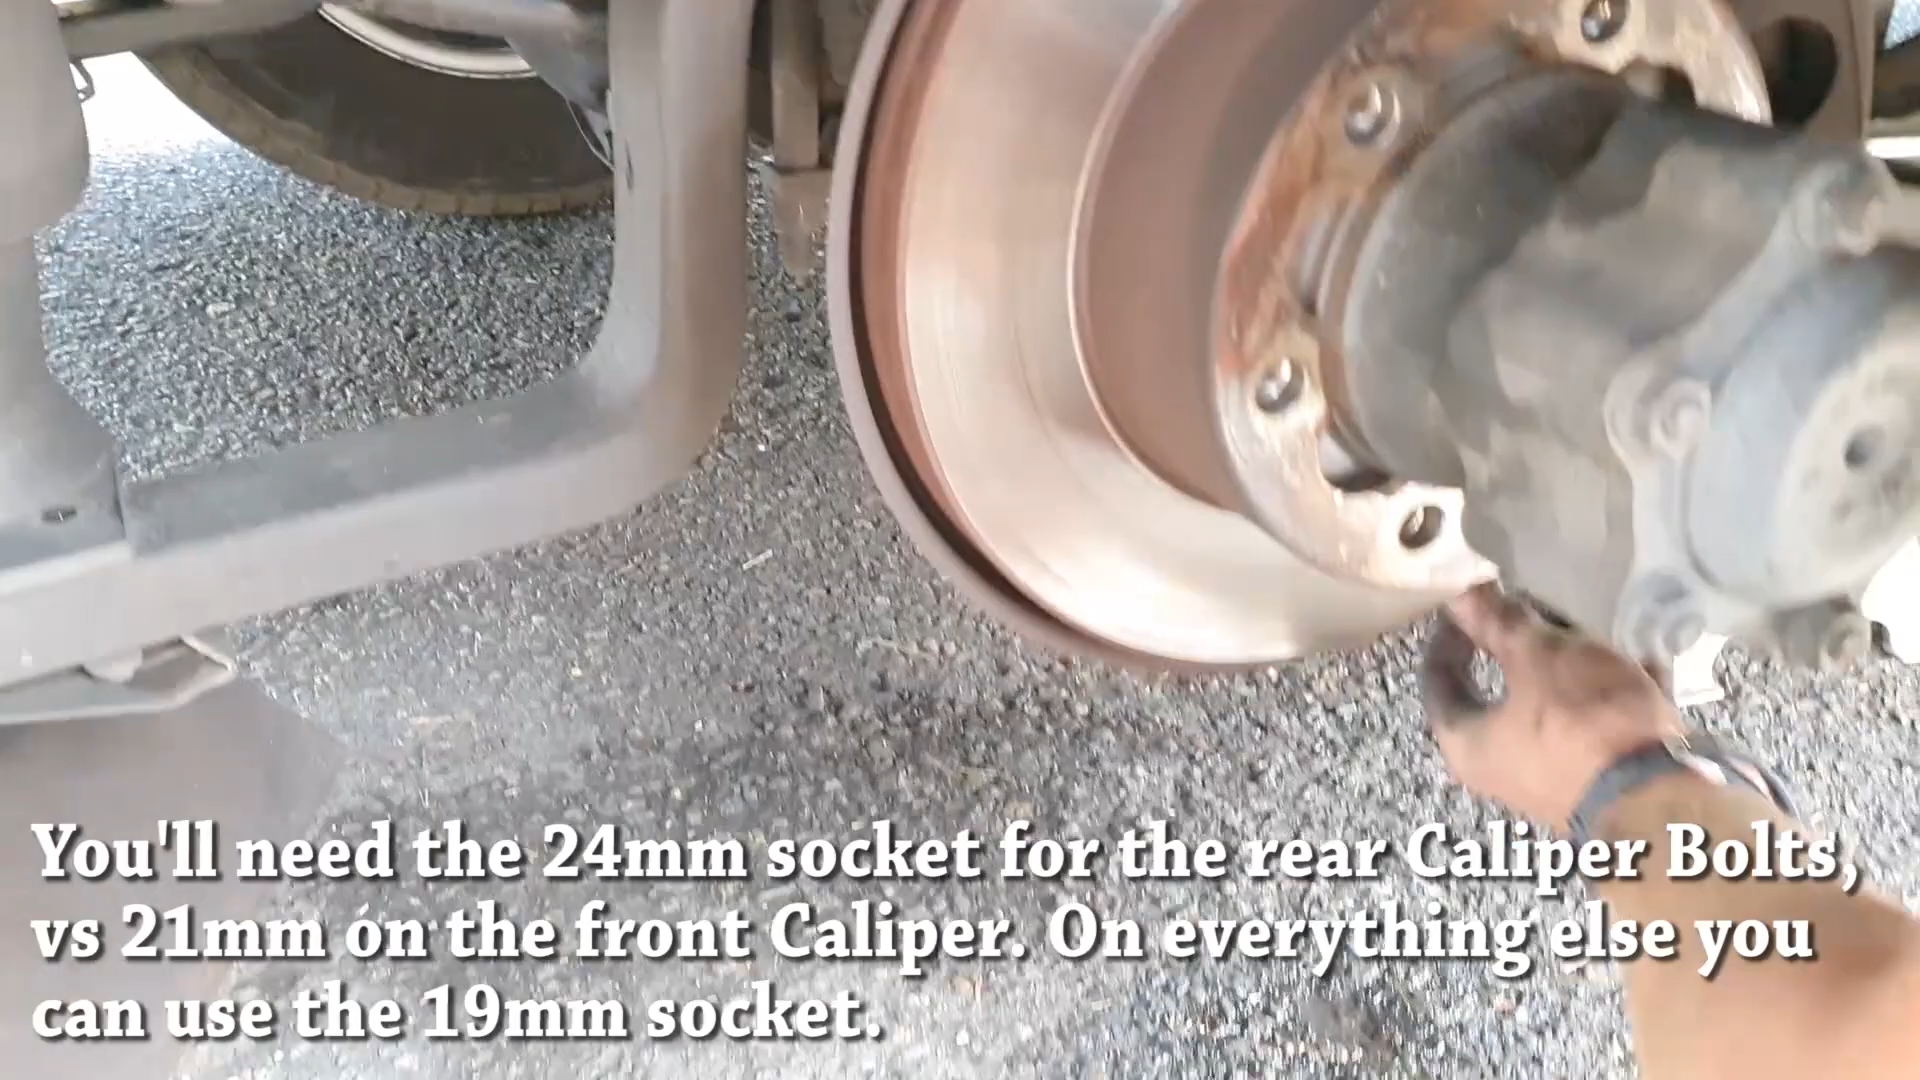 You'll need the 24mm socket for the rear Caliper Bolts,
vs 21mm on the front Caliper. On everything else you
can use the 19mm socket.